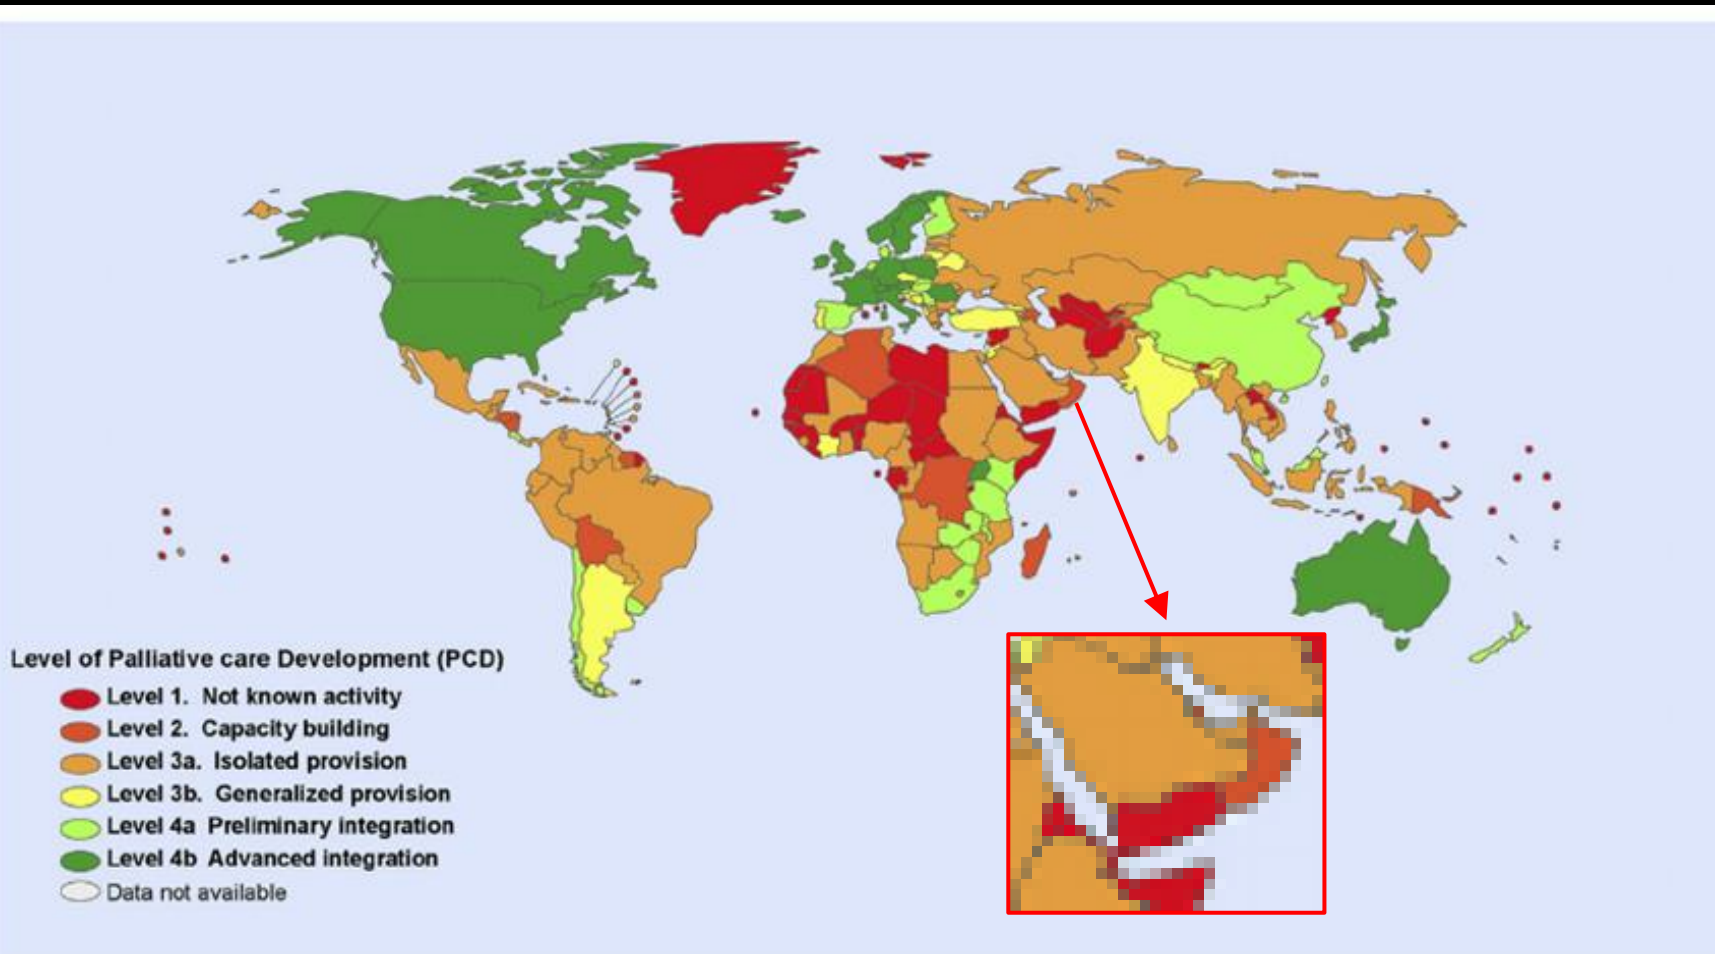 Level of Palliative care Development (PCD)
Level 1. Not known activity
Level 2. Capacity building
Level 3a. Isolated provision
Level 3b. Generalized provision
Level 4a Preliminary integration
Level 4b Advanced integration
Data not available